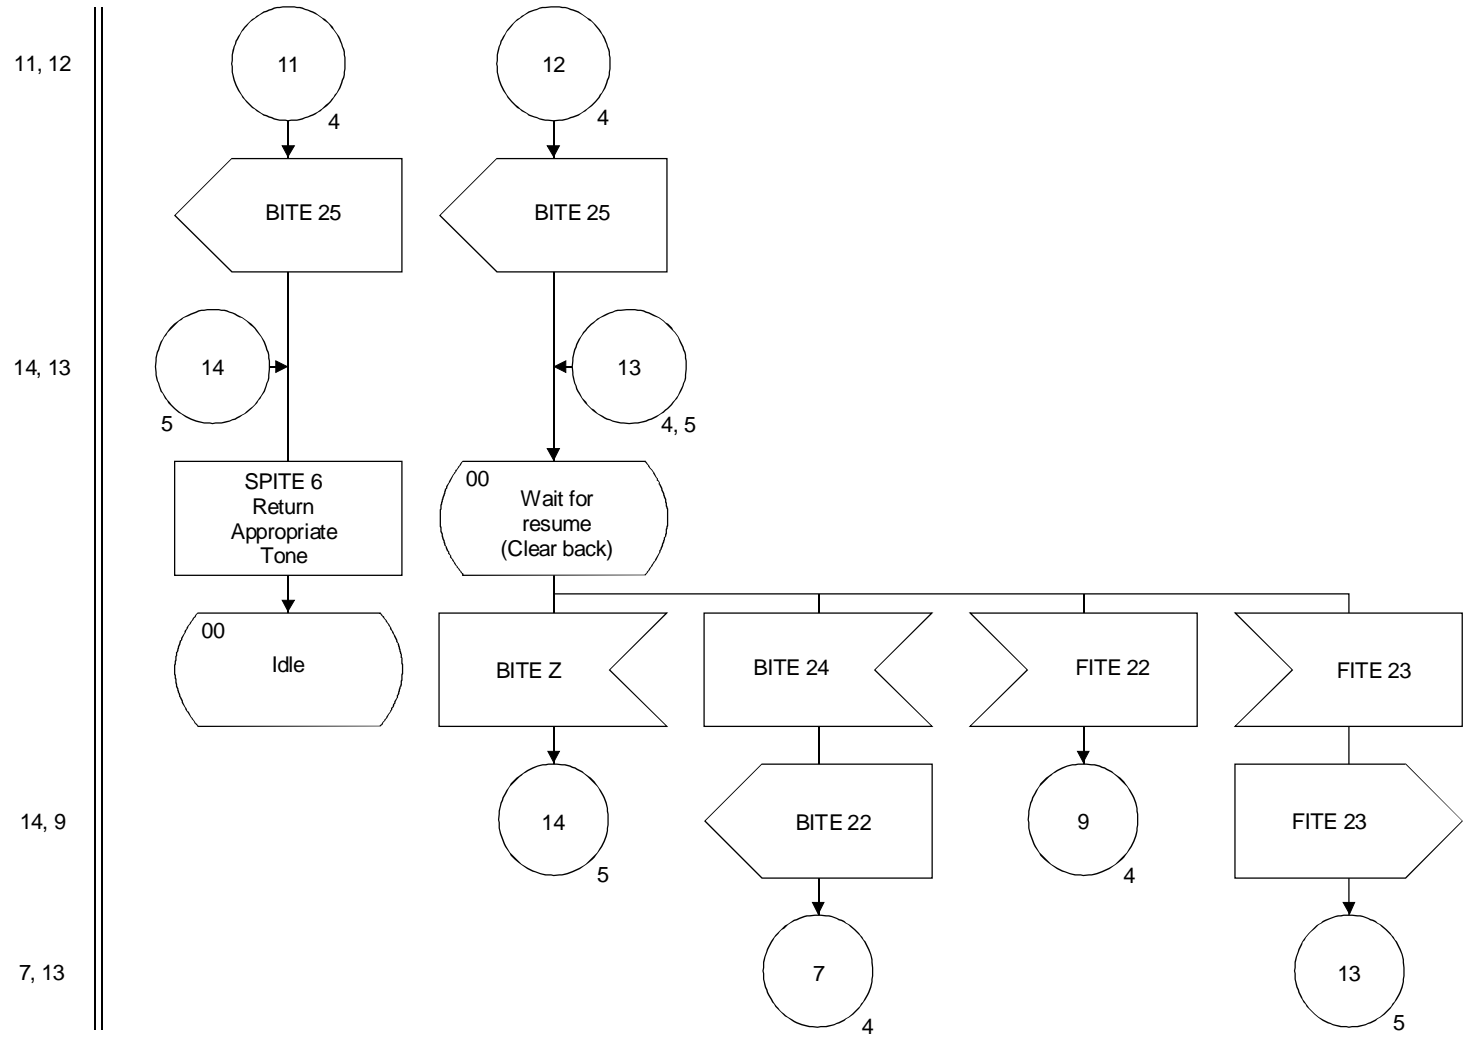 11, 12
11
12
4
4
BITE 25
BITE 25
14, 13
14
13
5
4, 5
SPITE 6
Return
Appropriate
Tone
00
Wait for
resume
(Clear back)
00
Idle
BITE Z
BITE 24
FITE 22
FITE 23
14, 9
14
5
BITE 22
9
4
FITE 23
7, 13
7
4
13
5